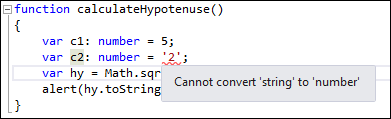 function calculateHypotenuse()
{
var c1: number = 5;
var c2: number = '2';
var hy = Math.sqr
Cannot convert 'string' to 'number'
alert(hy.toString
}